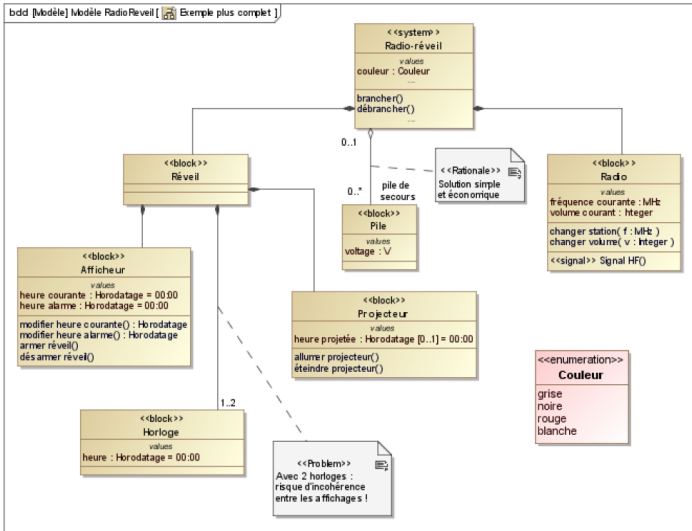 bdd [Modèle] Modèle RadioReveil [ Exemple plus complet ]
<<system>>
Radio-réveil
values
couleur : Couleur
...
brancher()
débrancher()
...
0..1
0..*
pile de
secours
<<Rationale>>
Solution simple
et économique
<<block>>
Réveil
<<block>>
Pile
values
voltage : V
<<block>>
Radio
values
fréquence courante : MHz
volume courant : Integer
changer station( f : MHz )
changer volume( v : Integer )
<<signal>> Signal HF()
<<block>>
Afficheur
values
heure courante : Horodatage = 00:00
heure alarme : Horodatage = 00:00
modifier heure courante() : Horodatage
modifier heure alarme() : Horodatage
armer réveil()
désarmer réveil()
<<block>>
Projecteur
values
heure projetée : Horodatage [0..1] = 00:00
allumer projecteur()
éteindre projecteur()
<<enumeration>>
Couleur
grise
noire
rouge
blanche
1..2
<<block>>
Horloge
values
heure : Horodatage = 00:00
<<Problem>>
Avec 2 horloges :
risque d'incohérence
entre les affichages !